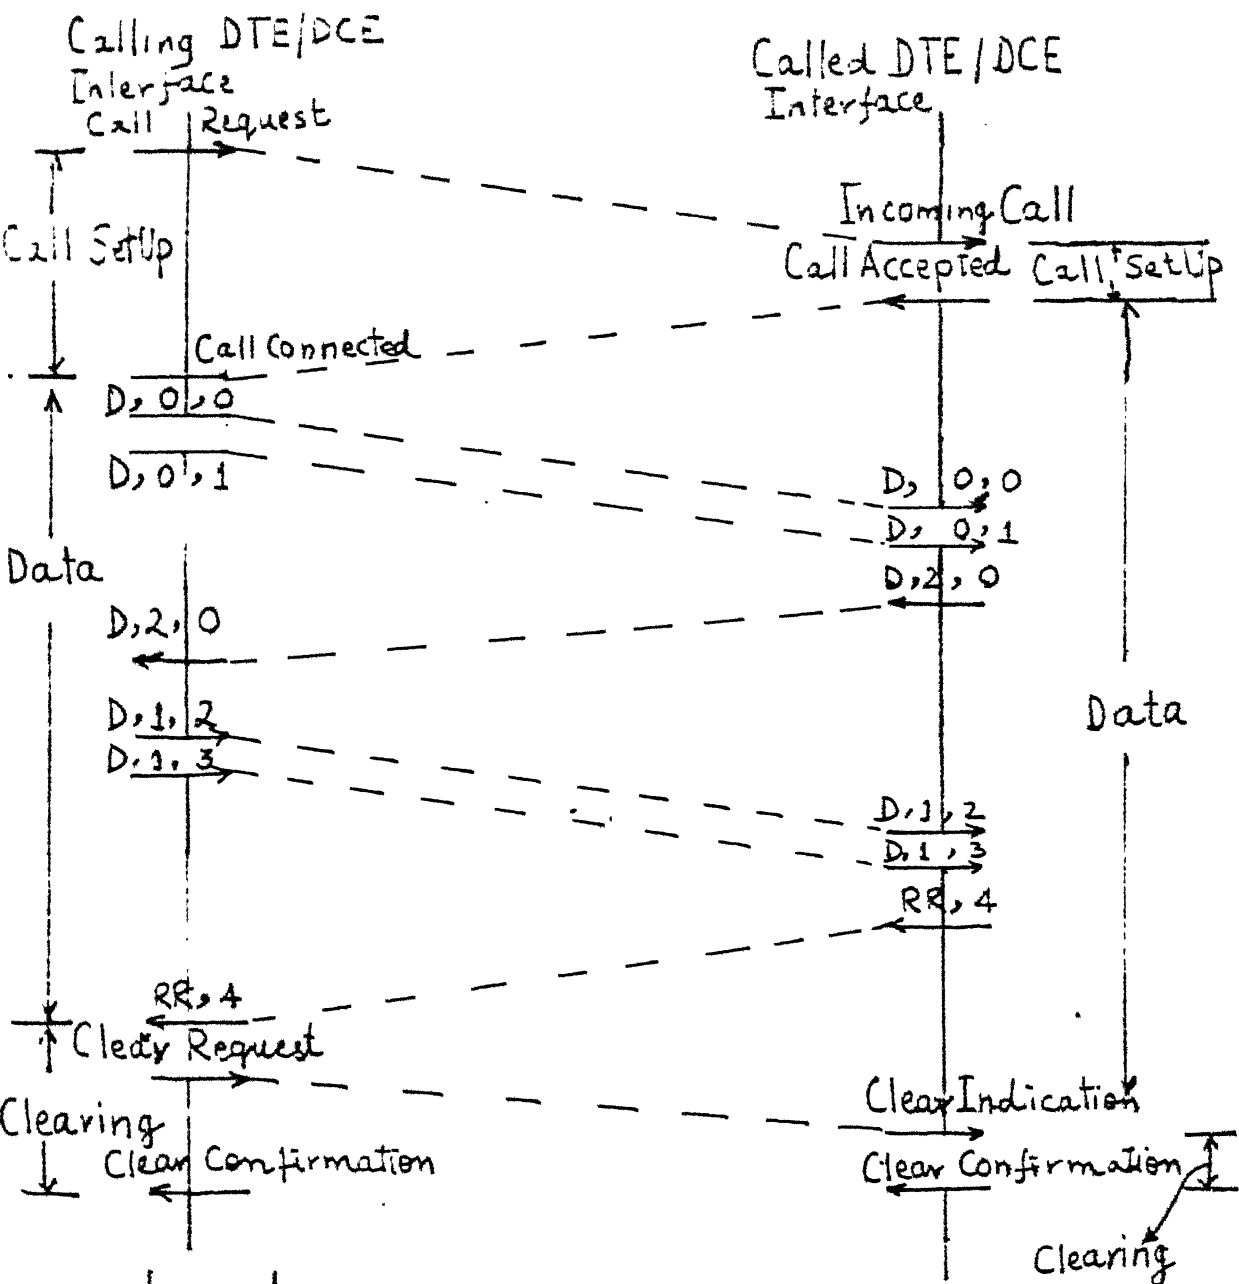 Calling DTE/DCE
Interface
Call Request
Called DTE/DCE
Interface
Incoming Call
Call SetUp
Call Accepted
Call SetUp
Call Connected
D, 0, 0
D, 0, 1
D, 0, 0
D, 0, 1
Data
D, 2, 0
D, 2, 0
D, 1, 2
D, 1, 3
Data
D, 1, 2
D, 1, 3
RR, 4
RR, 4
Clear Request
Clear Indication
Clearing
Clear Confirmation
Clear Confirmation
Clearing